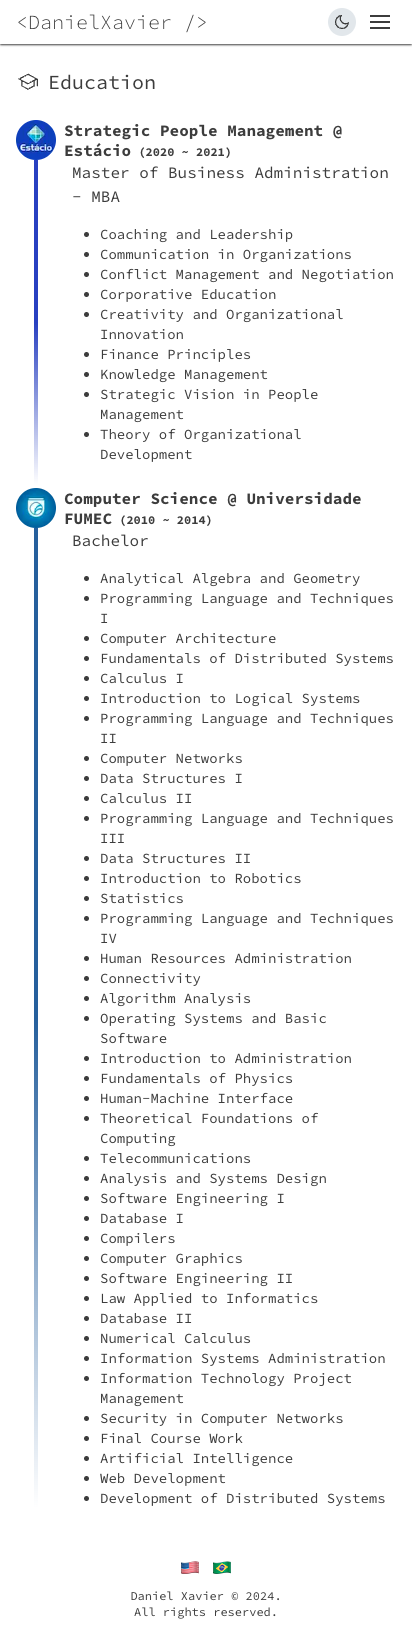 <DanielXavier />
Education
Estácio
Strategic People Management @
Estácio (2020 ~ 2021)
Master of Business Administration
- MBA
• Coaching and Leadership
• Communication in Organizations
• Conflict Management and Negotiation
• Corporative Education
• Creativity and Organizational
Innovation
• Finance Principles
• Knowledge Management
• Strategic Vision in People
Management
• Theory of Organizational
Development
Computer Science @ Universidade
FUMEC (2010 ~ 2014)
Bachelor
• Analytical Algebra and Geometry
• Programming Language and Techniques
I
• Computer Architecture
• Fundamentals of Distributed Systems
• Calculus I
• Introduction to Logical Systems
• Programming Language and Techniques
II
• Computer Networks
• Data Structures I
• Calculus II
• Programming Language and Techniques
III
• Data Structures II
• Introduction to Robotics
• Statistics
• Programming Language and Techniques
IV
• Human Resources Administration
• Connectivity
• Algorithm Analysis
• Operating Systems and Basic
Software
• Introduction to Administration
• Fundamentals of Physics
• Human-Machine Interface
• Theoretical Foundations of
Computing
• Telecommunications
• Analysis and Systems Design
• Software Engineering I
• Database I
• Compilers
• Computer Graphics
• Software Engineering II
• Law Applied to Informatics
• Database II
• Numerical Calculus
• Information Systems Administration
• Information Technology Project
Management
• Security in Computer Networks
• Final Course Work
• Artificial Intelligence
• Web Development
• Development of Distributed Systems
Daniel Xavier © 2024.
All rights reserved.